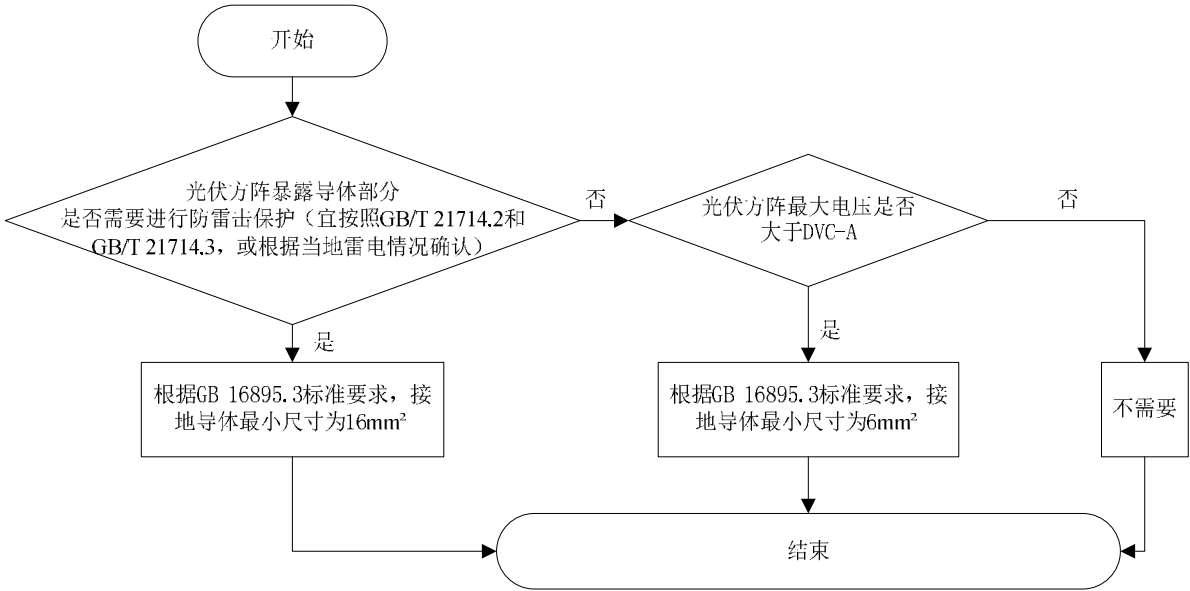 开始
光伏方阵暴露导体部分
是否需要进行防雷击保护（宜按照GB/T 21714.2和
GB/T 21714.3，或根据当地雷电情况确认）
否
光伏方阵最大电压是否
大于DVC-A
否
是
是
根据GB 16895.3标准要求，接
地导体最小尺寸为16mm²
根据GB 16895.3标准要求，接
地导体最小尺寸为6mm²
不需要
结束